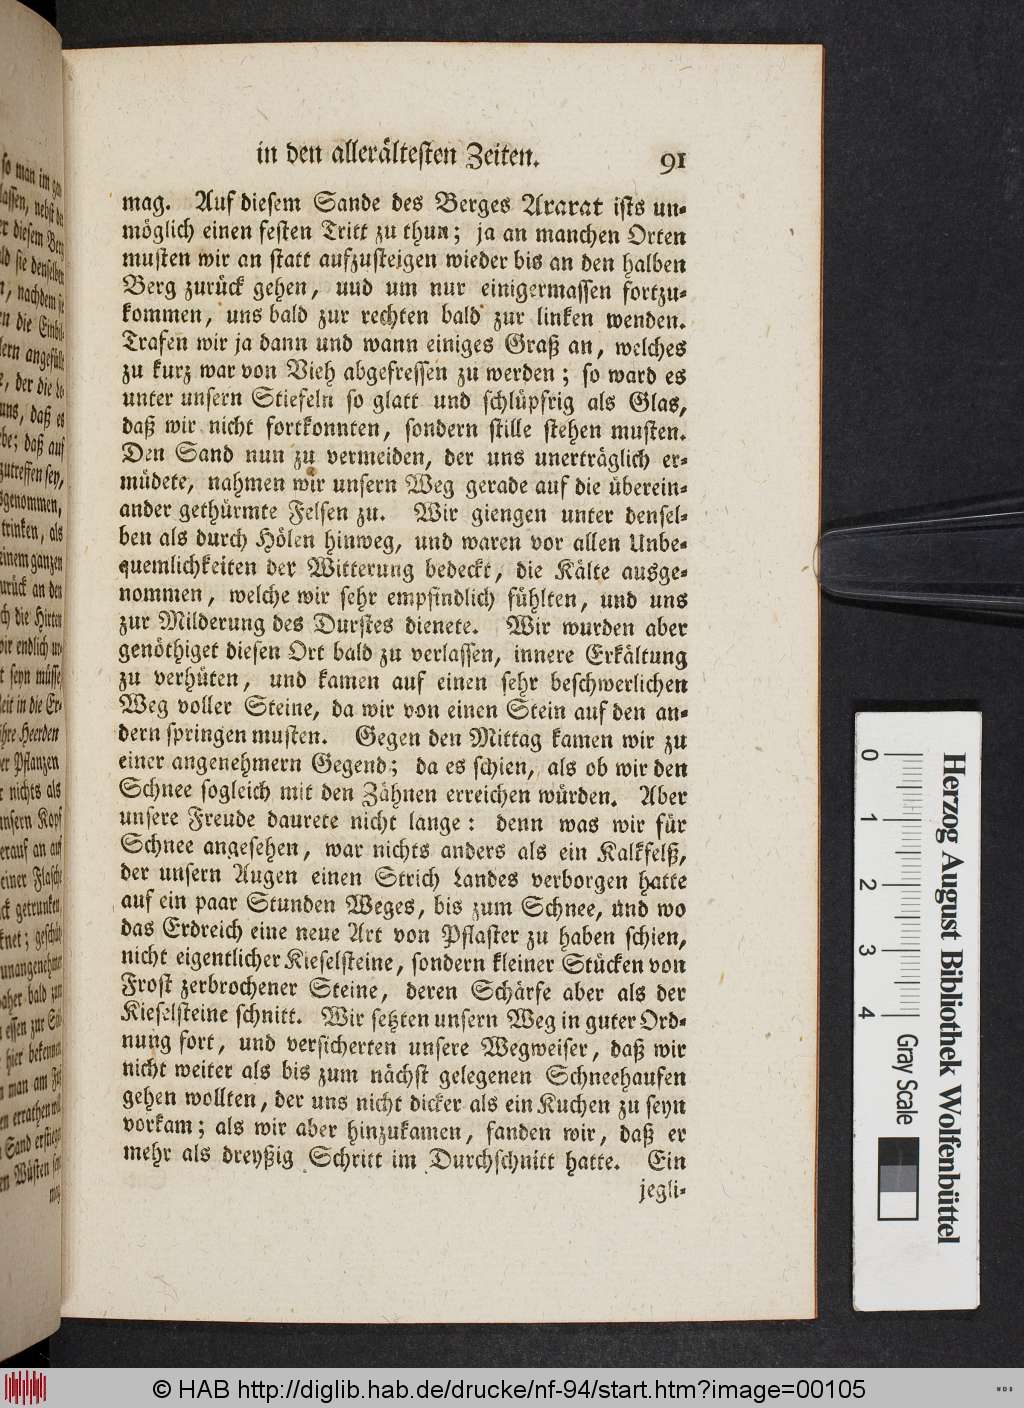 in den allerältesten Zeiten.
91
mag. Auf diesem Sande des Berges Ararat ists un-
möglich einen festen Tritt zu thun; ja an manchen Orten
musten wir an statt aufzusteigen wieder bis an den halben
Berg zurück gehen, uud um nur einigermassen fortzu-
kommen, uns bald zur rechten bald zur linken wenden.
Trafen wir ja dann und wann einiges Graß an, welches
zu kurz war von Vieh abgefressen zu werden; so ward es
unter unsern Stiefeln so glatt und schlüpfrig als Glas,
daß wir nicht fortkonnten, sondern stille stehen musten.
Den Sand nun zu vermeiden, der uns unerträglich er-
müdete, nahmen wir unsern Weg gerade auf die überein-
ander gethürmte Felsen zu. Wir giengen unter densel-
ben als durch Hölen hinweg, und waren vor allen Unbe-
quemlichkeiten der Witterung bedeckt, die Kälte ausge-
nommen, welche wir sehr empfindlich fühlten, und uns
zur Milderung des Durstes dienete. Wir wurden aber
genöthiget diesen Ort bald zu verlassen, innere Erkältung
zu verhüten, und kamen auf einen sehr beschwerlichen
Weg voller Steine, da wir von einen Stein auf den an-
dern springen musten. Gegen den Mittag kamen wir zu
einer angenehmern Gegend; da es schien, als ob wir den
Schnee sogleich mit den Zähnen erreichen würden. Aber
unsere Freude daurete nicht lange: denn was wir für
Schnee angesehen, war nichts anders als ein Kalkfelß,
der unsern Augen einen Strich Landes verborgen hatte
auf ein paar Stunden Weges, bis zum Schnee, und wo
das Erdreich eine neue Art von Pflaster zu haben schien,
nicht eigentlicher Kieselsteine, sondern kleiner Stücken von
Frost zerbrochener Steine, deren Schärfe aber als der
Kieselsteine schnitt. Wir setzten unsern Weg in guter Ord-
nung fort, und versicherten unsere Wegweiser, daß wir
nicht weiter als bis zum nächst gelegenen Schneehaufen
gehen wollten, der uns nicht dicker als ein Kuchen zu seyn
vorkam; als wir aber hinzukamen, fanden wir, daß er
mehr als dreyßig Schritt im Durchschnitt hatte. Ein
jegli-
Herzog August Bibliothek Wolfenbüttel
0 1 2 3 4 Gray Scale
© HAB http://diglib.hab.de/drucke/nf-94/start.htm?image=00105